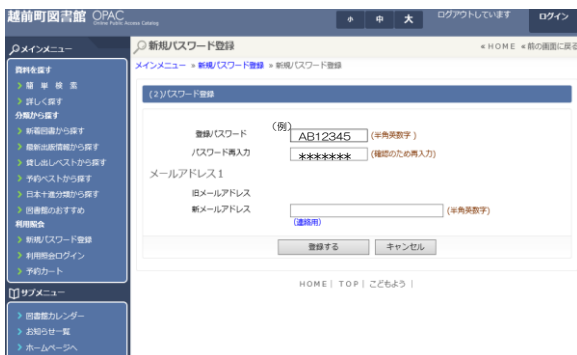 越前町図書館 OPAC
Online Public Access Catalog
小 中 大 ログアウトしています ログイン
メインメニュー
資料を探す
簡単検索
詳しく探す
分類から探す
新着図書から探す
最新出版情報から探す
貸し出しベストから探す
予約ベストから探す
日本十進分類から探す
図書館のおすすめ
利用照会
新規パスワード登録
利用照会ログイン
予約カート
サブメニュー
図書館カレンダー
お知らせ一覧
ホームページへ
新規パスワード登録
«HOME «前の画面に戻る
メインメニュー » 新規パスワード登録 » 新規パスワード登録
(2)パスワード登録
登録パスワード (例) AB12345 (半角英数字)
パスワード再入力 ******* (確認のため再入力)
メールアドレス1
旧メールアドレス
新メールアドレス (半角英数字)
(連絡用)
登録する キャンセル
HOME| TOP| こどもよう |